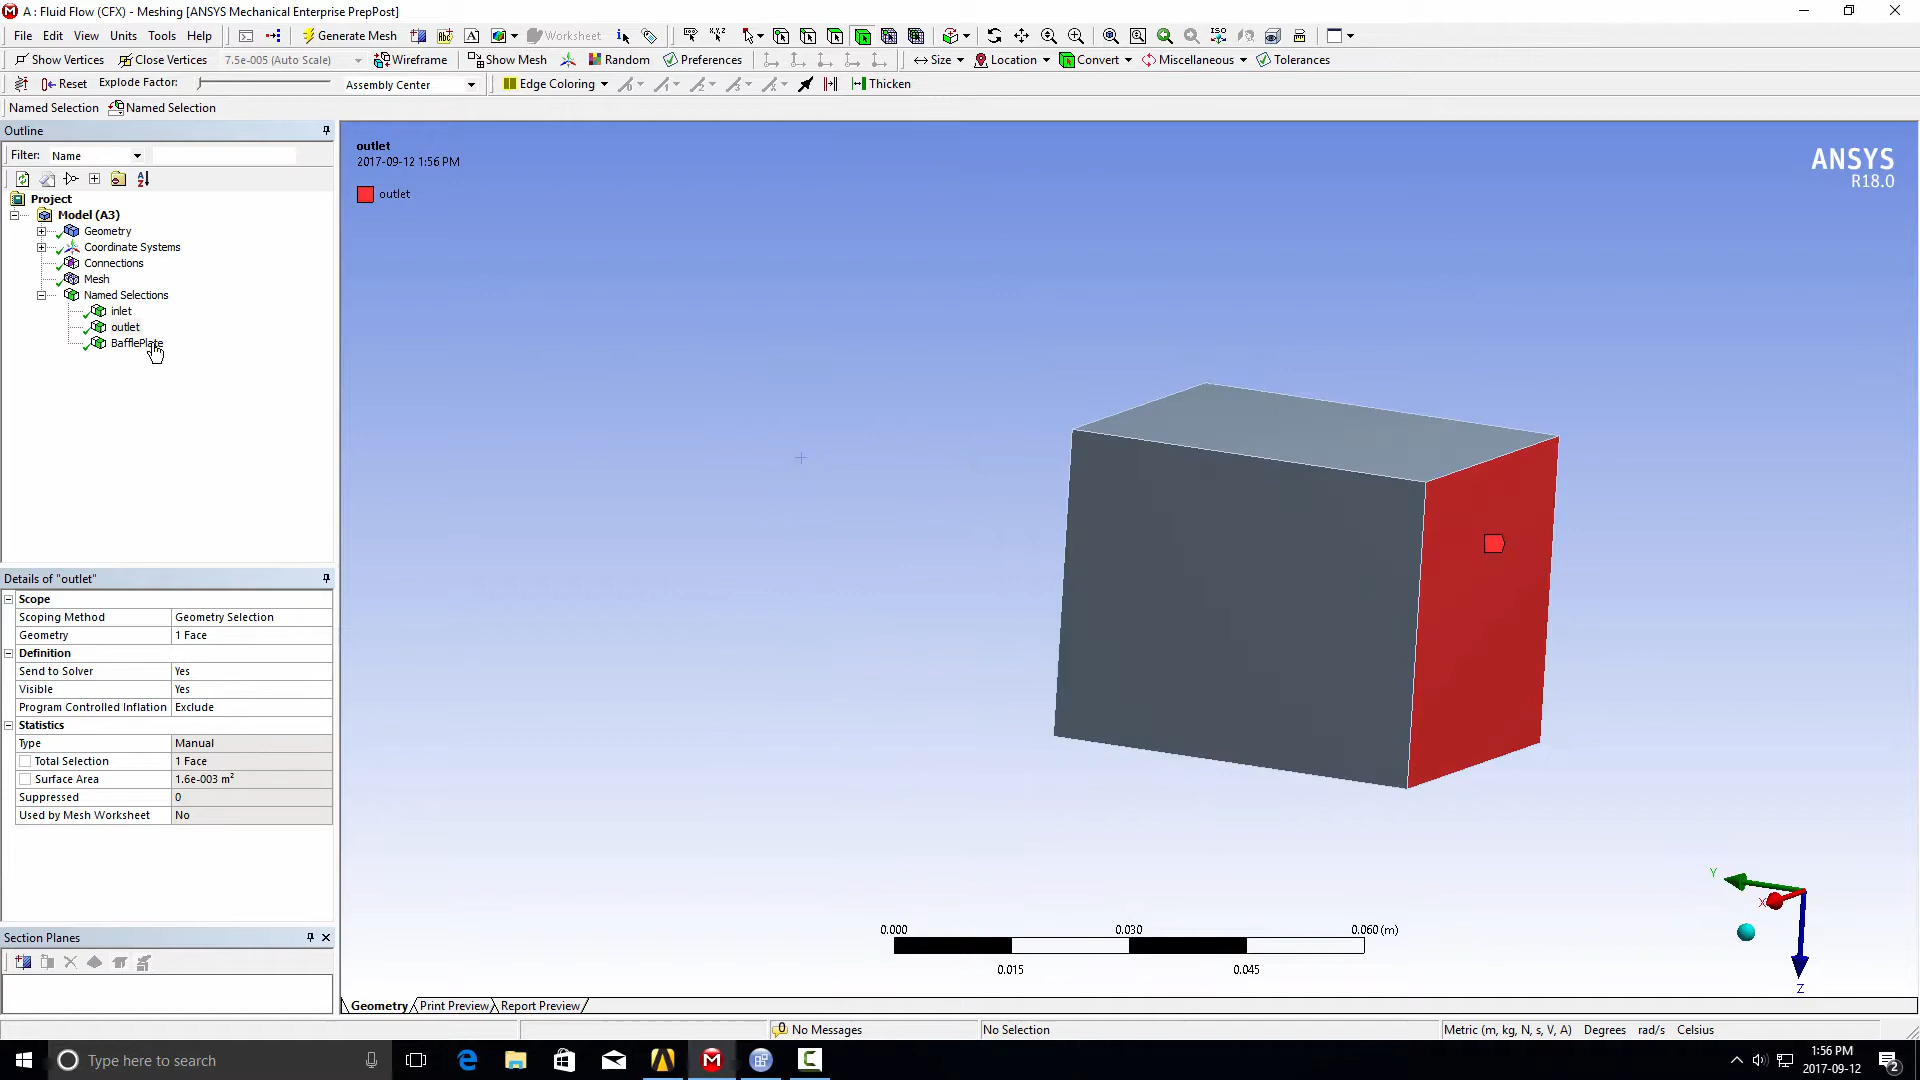 A : Fluid Flow (CFX) - Meshing [ANSYS Mechanical Enterprise PrepPost]
File Edit View Units Tools Help Generate Mesh Worksheet
Show Vertices Close Vertices 7.5e-005 (Auto Scale) Wireframe Show Mesh Random Preferences Size Location Convert Miscellaneous Tolerances
Reset Explode Factor: Assembly Center Edge Coloring Thicken
Named Selection Named Selection
Outline
Filter: Name
Project
Model (A3)
Geometry
Coordinate Systems
Connections
Mesh
Named Selections
inlet
outlet
BafflePlate
Details of "outlet"
Scope
Scoping Method Geometry Selection
Geometry 1 Face
Definition
Send to Solver Yes
Visible Yes
Program Controlled Inflation Exclude
Statistics
Type Manual
Total Selection 1 Face
Surface Area 1.6e-003 m²
Suppressed 0
Used by Mesh Worksheet No
Section Planes
outlet
2017-09-12 1:56 PM
outlet
ANSYS
R18.0
Y
X
Z
0.000 0.030 0.060 (m)
0.015 0.045
Geometry Print Preview Report Preview
0 No Messages No Selection Metric (m, kg, N, s, V, A) Degrees rad/s Celsius
Type here to search
1:56 PM
2017-09-12
2